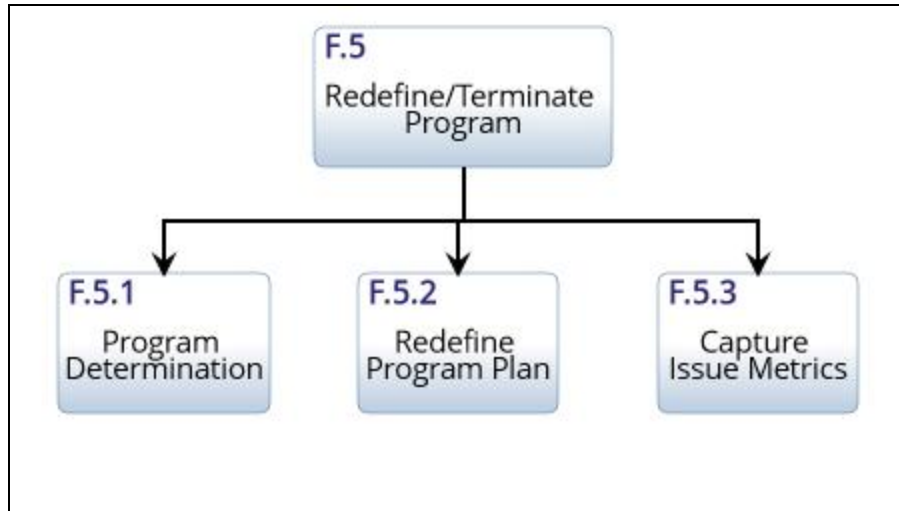 F.5
Redefine/Terminate
Program
F.5.1
Program
Determination
F.5.2
Redefine
Program Plan
F.5.3
Capture
Issue Metrics